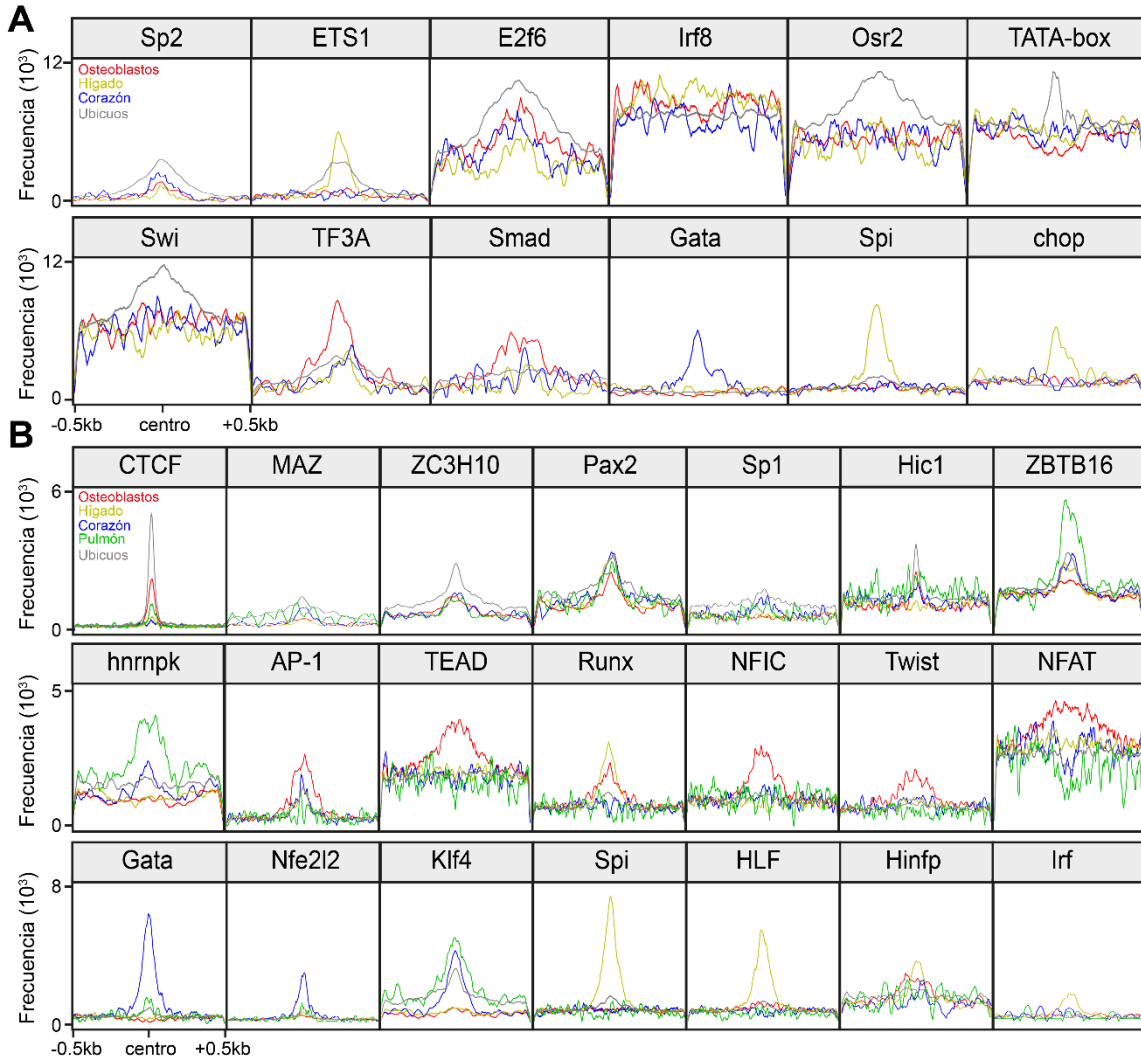 A
Sp2 ETS1 E2f6 Irf8 Osr2 TATA-box
12
Osteoblastos
Hígado
Corazón
Ubicuos
Frecuencia (10³)
0
Swi TF3A Smad Gata Spi chop
12
Frecuencia (10³)
0
-0.5kb centro +0.5kb
B
CTCF MAZ ZC3H10 Pax2 Sp1 Hic1 ZBTB16
6
Osteoblastos
Hígado
Corazón
Pulmón
Ubicuos
Frecuencia (10³)
0
hnrnpk AP-1 TEAD Runx NFIC Twist NFAT
5
Frecuencia (10³)
0
Gata Nfe2l2 Klf4 Spi HLF Hinfp Irf
8
Frecuencia (10³)
0
-0.5kb centro +0.5kb